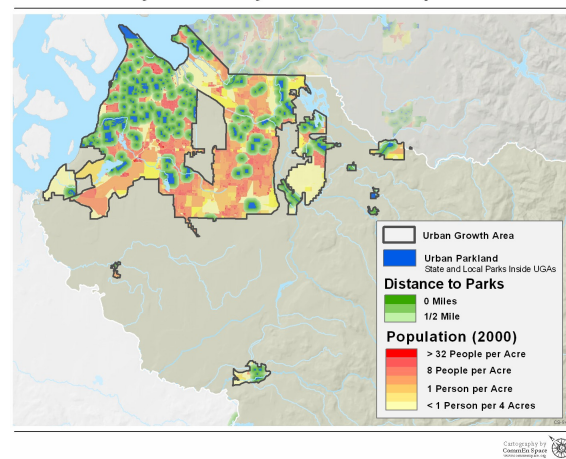 Urban Growth Area
Urban Parkland
State and Local Parks Inside UGAs
Distance to Parks
0 Miles
1/2 Mile
Population (2000)
> 32 People per Acre
8 People per Acre
1 Person per Acre
< 1 Person per 4 Acres
Cartography by
CommEn Space